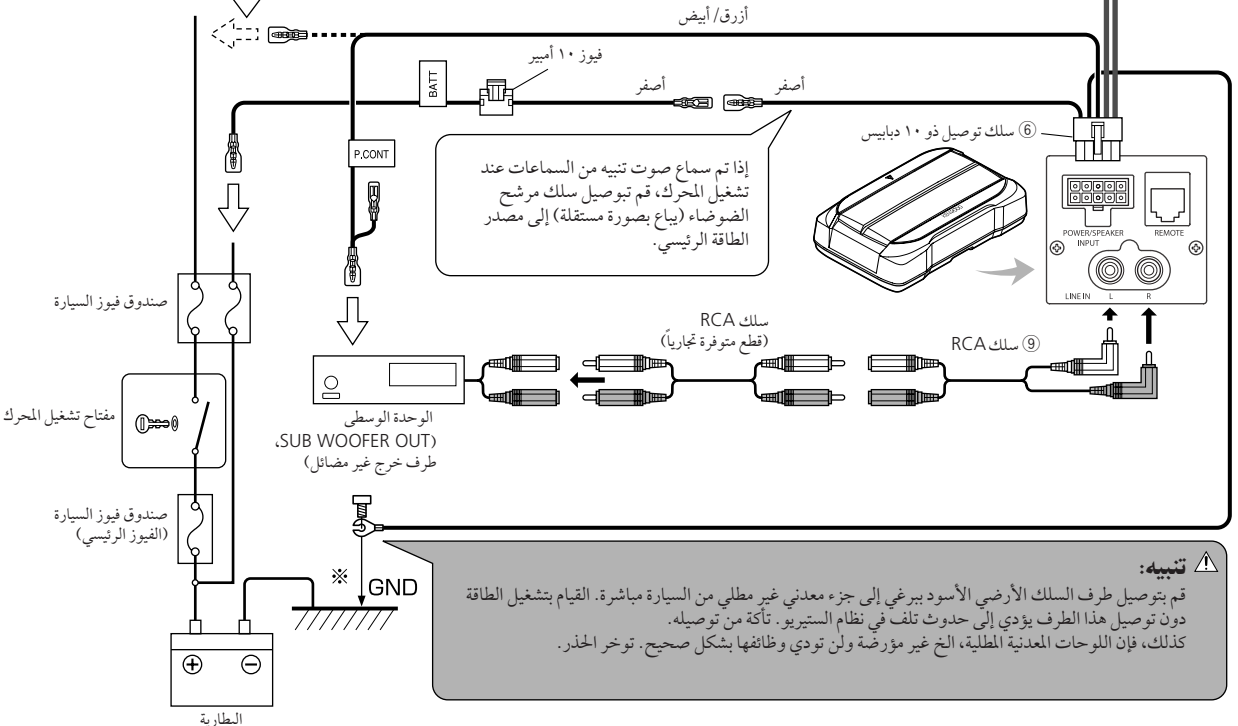 أزرق/ أبيض
فيوز ١٠ أمبير
BATT
أصفر
أصفر
⑥ سلك توصيل ذو ١٠ دبابيس
P.CONT
إذا تم سماع صوت تنبيه من السماعات عند
تشغيل المحرك، قم تبوصيل سلك مرشح
الضوضاء (يباع بصورة مستقلة) إلى مصدر
الطاقة الرئيسي.
POWER/SPEAKER
INPUT
REMOTE
LINE IN L R
صندوق فيوز السيارة
سلك RCA
(قطع متوفرة تجارياً)
⑨ سلك RCA
مفتاح تشغيل المحرك
الوحدة الوسطى
(SUB WOOFER OUT،
طرف خرج غير مضائل)
صندوق فيوز السيارة
(الفيوز الرئيسي)
※ GND
⚠ تنبيه:
قم بتوصيل طرف السلك الأرضي الأسود ببرغي إلى جزء معدني غير مطلي من السيارة مباشرة. القيام بتشغيل الطاقة
دون توصيل هذا الطرف يؤدي إلى حدوث تلف في نظام الستيريو. تأكة من توصيله.
كذلك، فإن اللوحات المعدنية المطلية، الخ غير مؤرضة ولن تودي وظائفها بشكل صحيح. توخر الحذر.
⊕ ⊖
البطارية